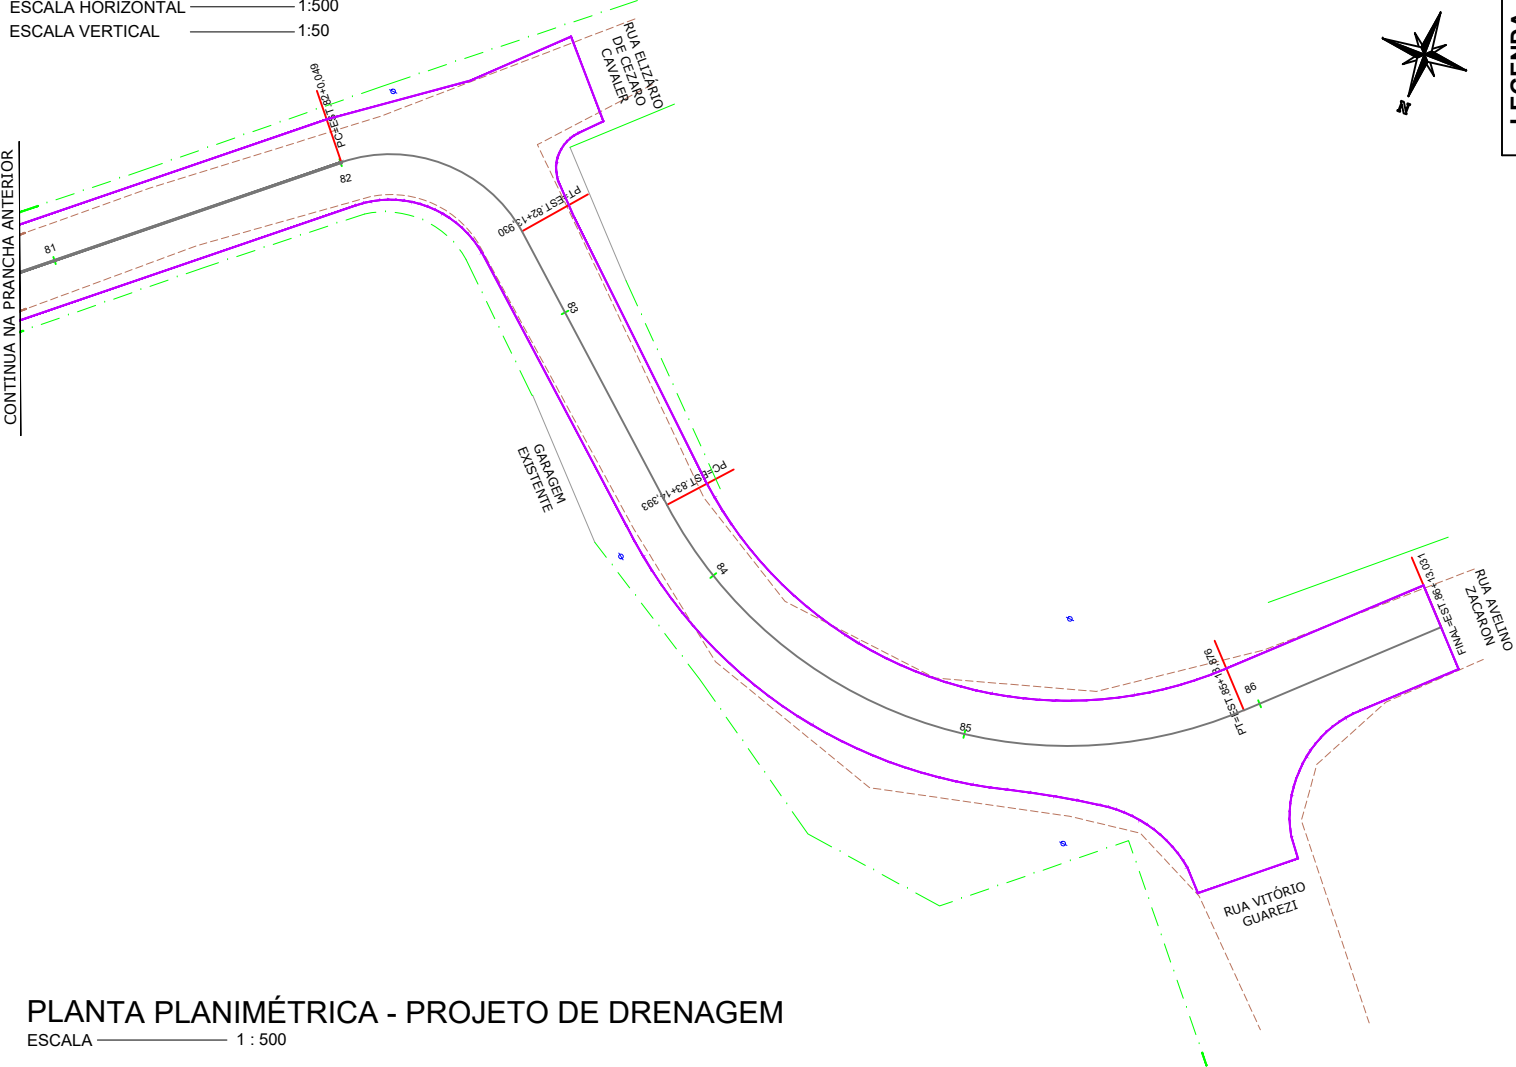 ESCALA HORIZONTAL 1:500
ESCALA VERTICAL 1:50
CONTINUA NA PRANCHA ANTERIOR
PC=EST.82+0,049
RUA ELIZÁRIO
DE CEZARO
CAVALER
N
LEGENDA
81
82
PT=EST.82+13,930
83
GARAGEM
EXISTENTE
PC=EST.83+14,393
84
85
PT=EST.85+18,876
86
FINAL=EST.86+13,031
RUA AVELINO
ZACARON
RUA VITÓRIO
GUAREZI
PLANTA PLANIMÉTRICA - PROJETO DE DRENAGEM
ESCALA 1 : 500